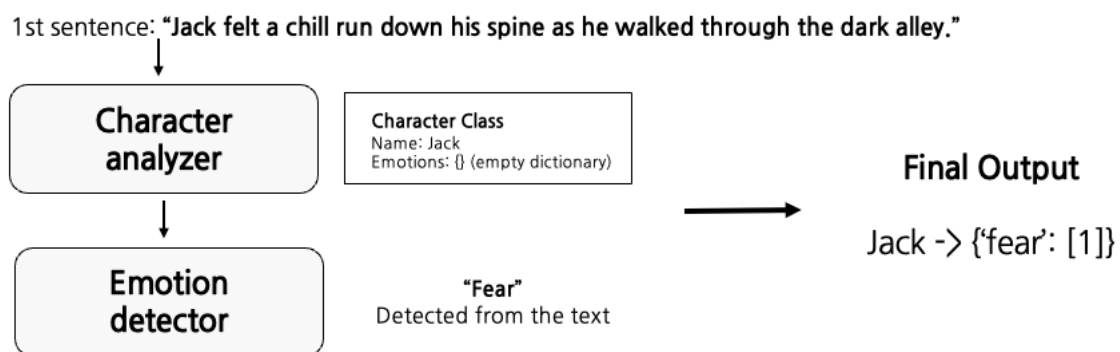 1st sentence: “Jack felt a chill run down his spine as he walked through the dark alley.”
Character
analyzer
Character Class
Name: Jack
Emotions: {} (empty dictionary)
Emotion
detector
“Fear”
Detected from the text
Final Output
Jack -> {‘fear’: [1]}